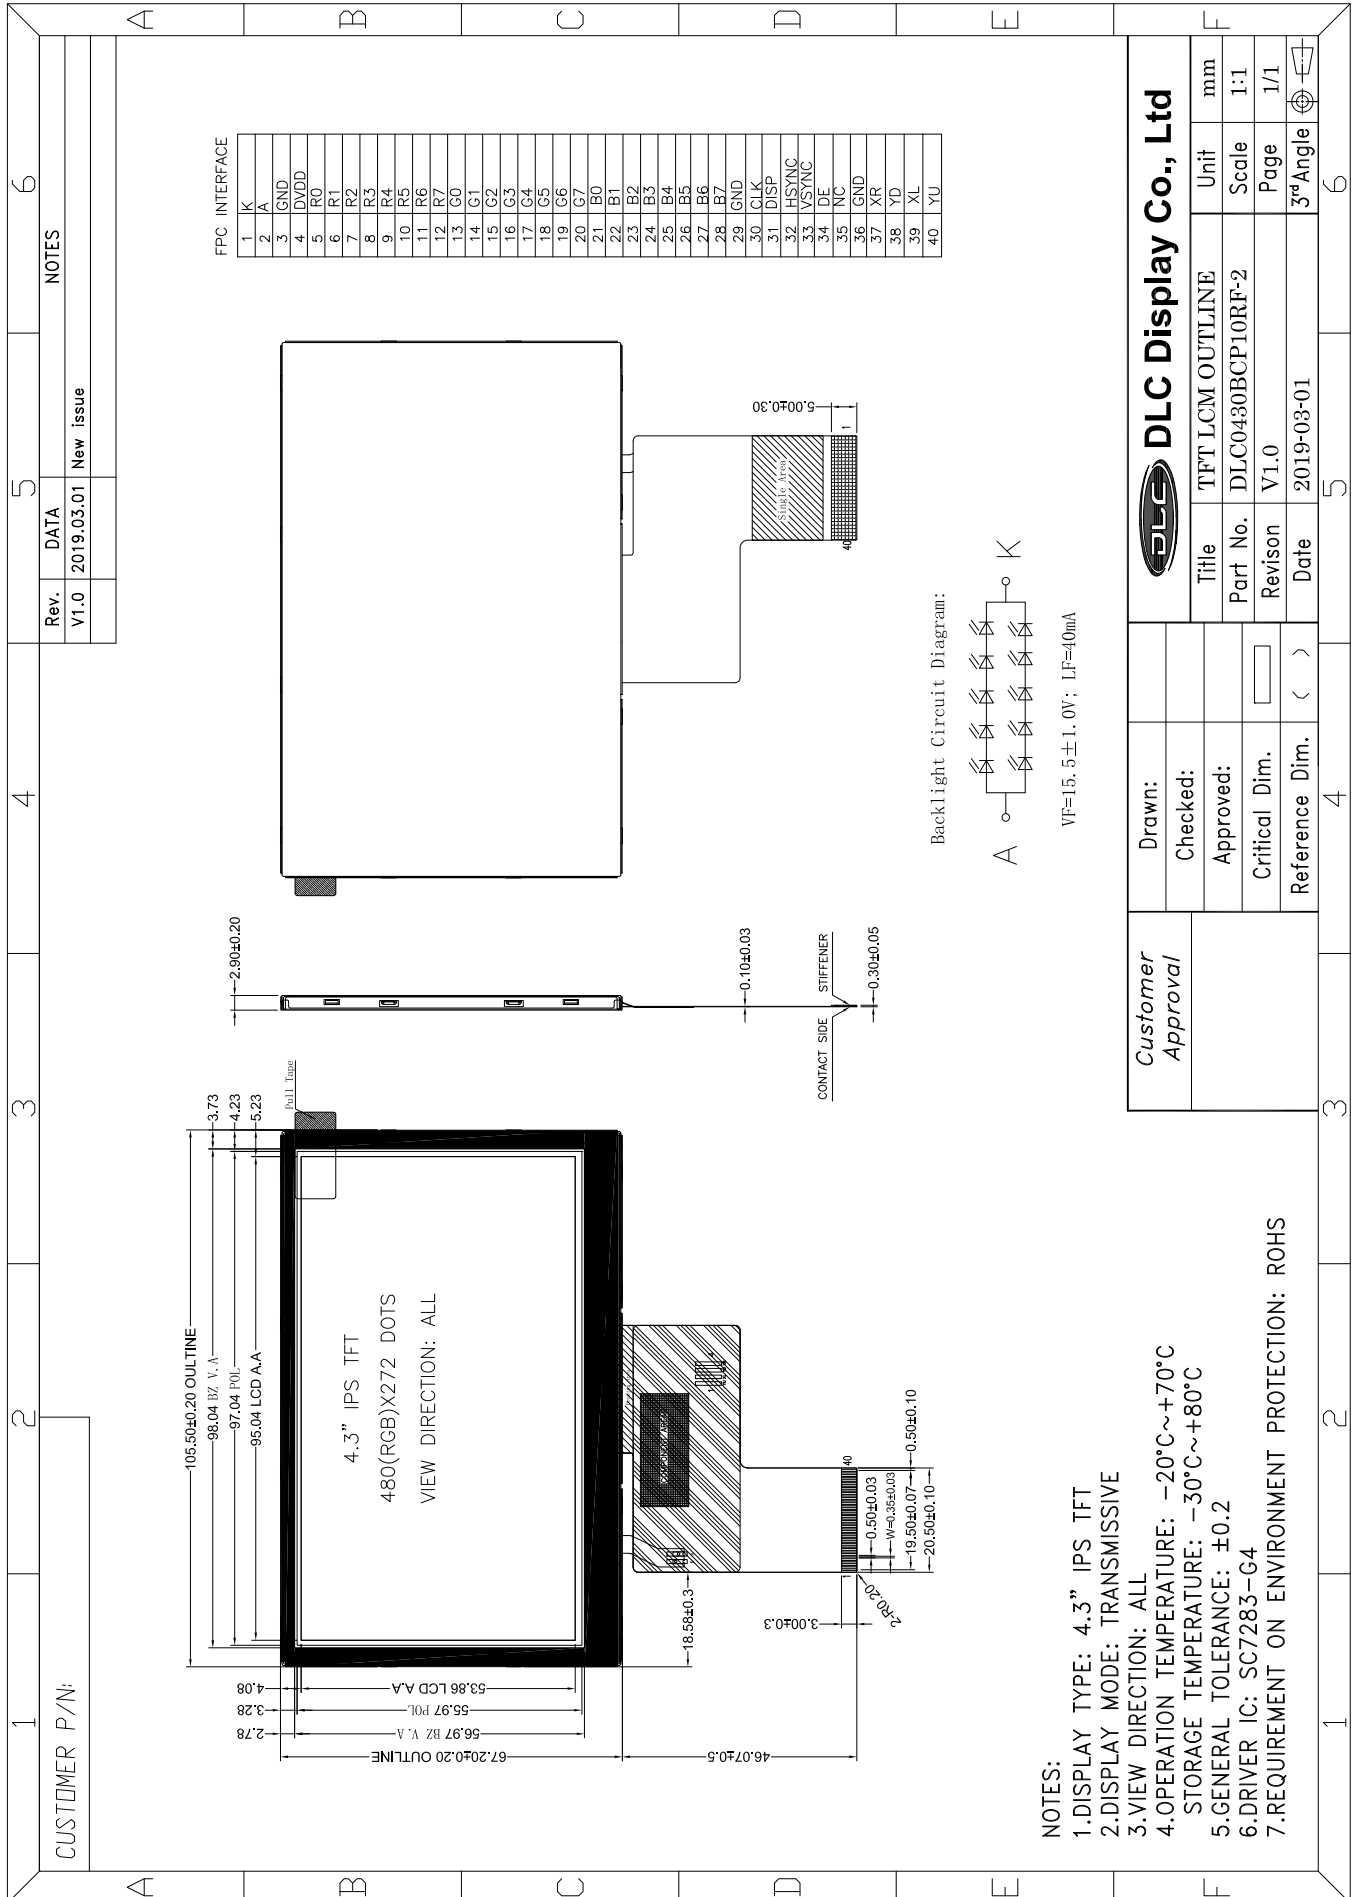 1
2
3
4
5
6
A
B
C
D
E
F
CUSTOMER P/N:
Rev. DATA NOTES
V1.0 2019.03.01 New issue
105.50±0.20 OULTINE
98.04 BZ V.A
97.04 POL
95.04 LCD A.A
3.73
4.23
5.23
Pull Tape
67.20±0.20 OUTLINE
56.97 BZ V.A
55.97 POL
53.86 LCD A.A
2.78
3.28
4.08
46.07±0.5
4.3” IPS TFT
480(RGB)X272 DOTS
VIEW DIRECTION: ALL
18.58±0.3
3.00±0.3
2-R0.20
1
40
0.50±0.03
W=0.35±0.03
19.50±0.07
0.50±0.10
20.50±0.10
2.90±0.20
0.10±0.03
CONTACT SIDE
STIFFENER
0.30±0.05
Single Area
5.00±0.30
40
1
FPC INTERFACE
1 K
2 A
3 GND
4 DVDD
5 R0
6 R1
7 R2
8 R3
9 R4
10 R5
11 R6
12 R7
13 G0
14 G1
15 G2
16 G3
17 G4
18 G5
19 G6
20 G7
21 B0
22 B1
23 B2
24 B3
25 B4
26 B5
27 B6
28 B7
29 GND
30 CLK
31 DISP
32 HSYNC
33 VSYNC
34 DE
35 NC
36 GND
37 XR
38 YD
39 XL
40 YU
Backlight Circuit Diagram:
A
K
VF=15.5±1.0V; LF=40mA
NOTES:
1.DISPLAY TYPE: 4.3” IPS TFT
2.DISPLAY MODE: TRANSMISSIVE
3.VIEW DIRECTION: ALL
4.OPERATION TEMPERATURE: -20°C~+70°C
STORAGE TEMPERATURE: -30°C~+80°C
5.GENERAL TOLERANCE: ±0.2
6.DRIVER IC: SC7283-G4
7.REQUIREMENT ON ENVIRONMENT PROTECTION: ROHS
Customer
Approval
Drawn:
Checked:
Approved:
Critical Dim.
Reference Dim. ( )
DLC DLC Display Co., Ltd
Title TFT LCM OUTLINE Unit mm
Part No. DLC0430BCP10RF-2 Scale 1:1
Revison V1.0 Page 1/1
Date 2019-03-01 3rd Angle
A
B
C
D
E
F
1
2
3
4
5
6